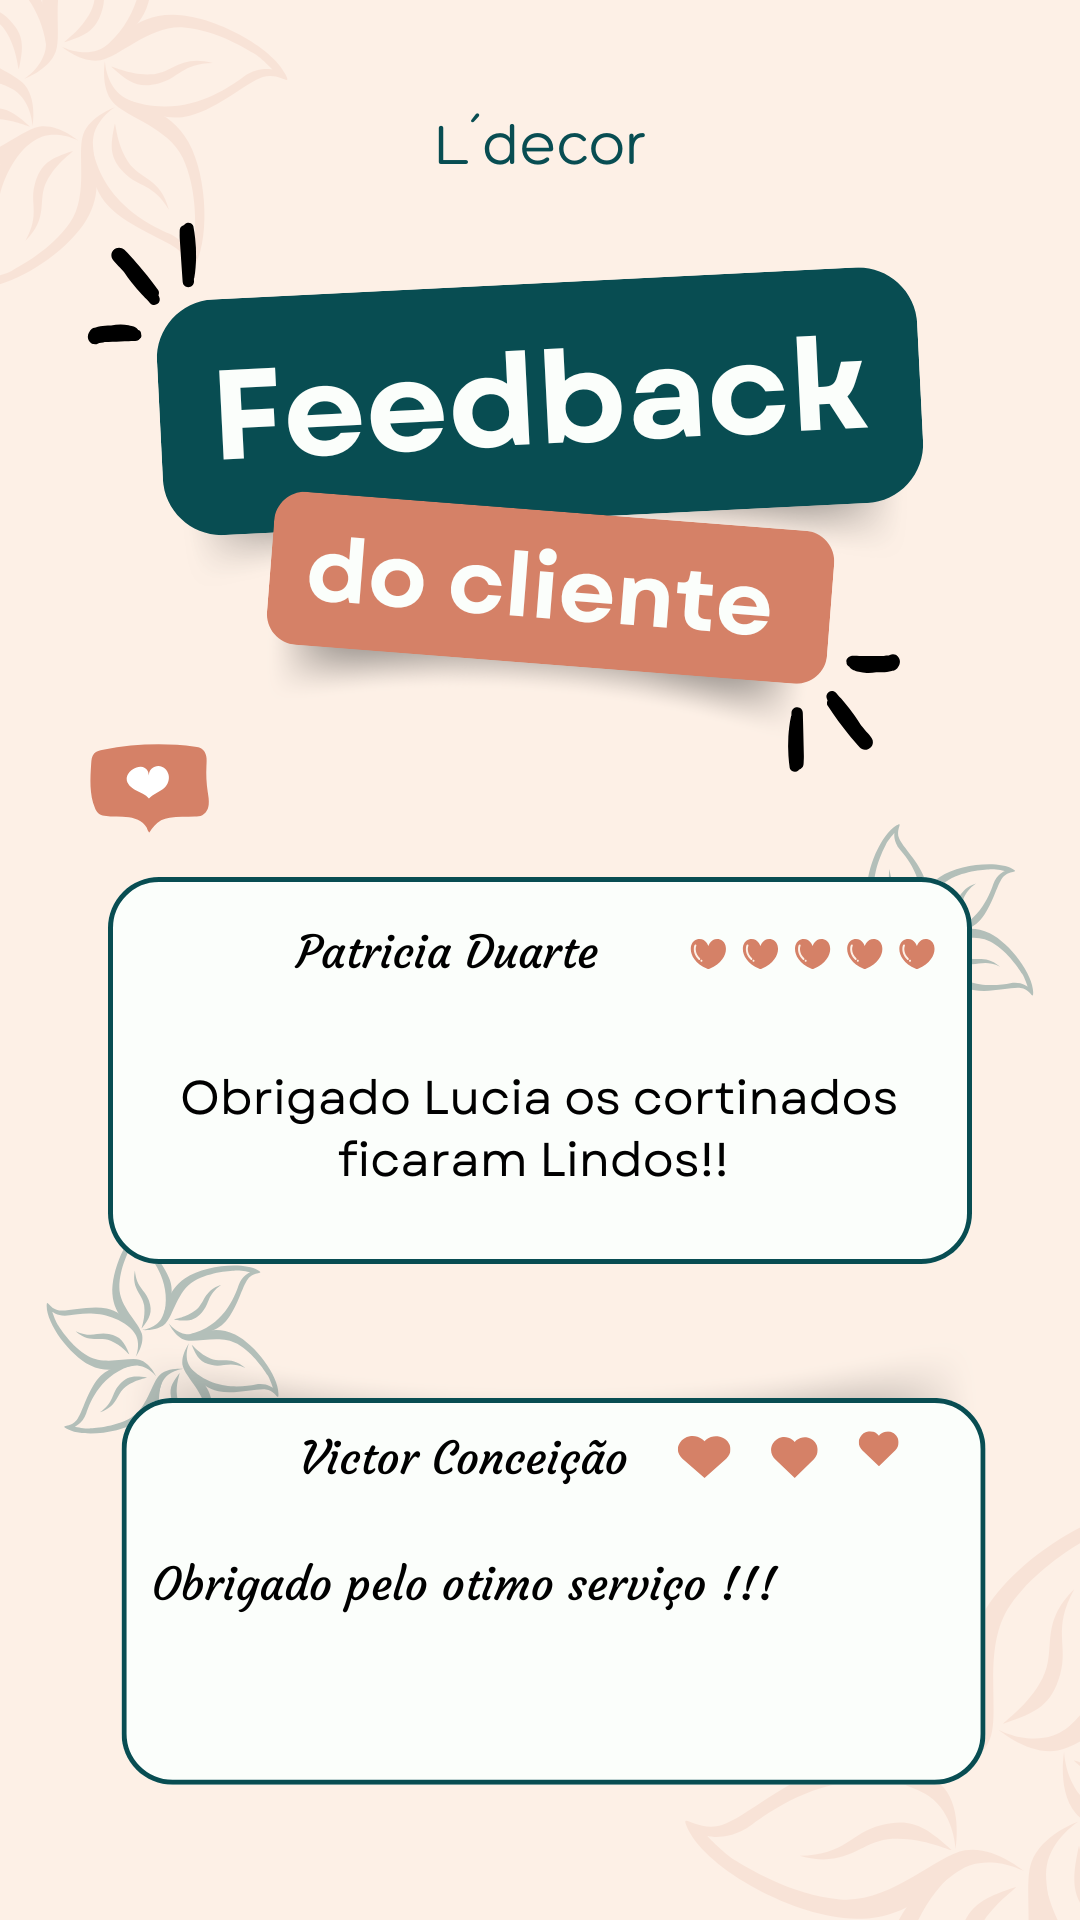 L´decor
Feedback
do cliente
Patricia Duarte
Obrigado Lucia os cortinados
ficaram Lindos!!
Victor Conceição
Obrigado pelo otimo serviço !!!